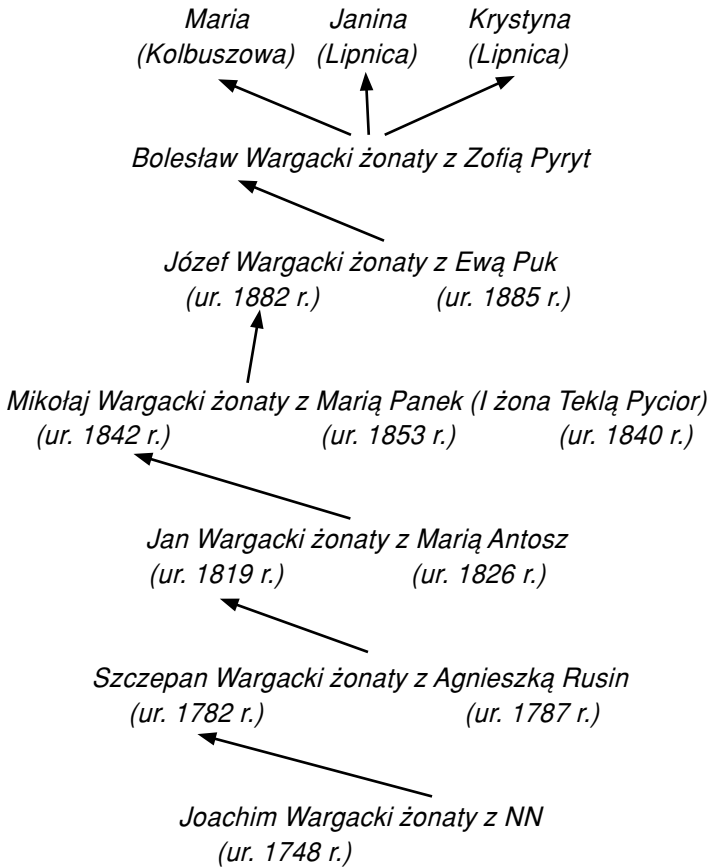 Maria Janina Krystyna
(Kolbuszowa) (Lipnica) (Lipnica)
Bolesław Wargacki żonaty z Zofią Pyryt
Józef Wargacki żonaty z Ewą Puk
(ur. 1882 r.) (ur. 1885 r.)
Mikołaj Wargacki żonaty z Marią Panek (I żona Teklą Pycior)
(ur. 1842 r.) (ur. 1853 r.) (ur. 1840 r.)
Jan Wargacki żonaty z Marią Antosz
(ur. 1819 r.) (ur. 1826 r.)
Szczepan Wargacki żonaty z Agnieszką Rusin
(ur. 1782 r.) (ur. 1787 r.)
Joachim Wargacki żonaty z NN
(ur. 1748 r.)